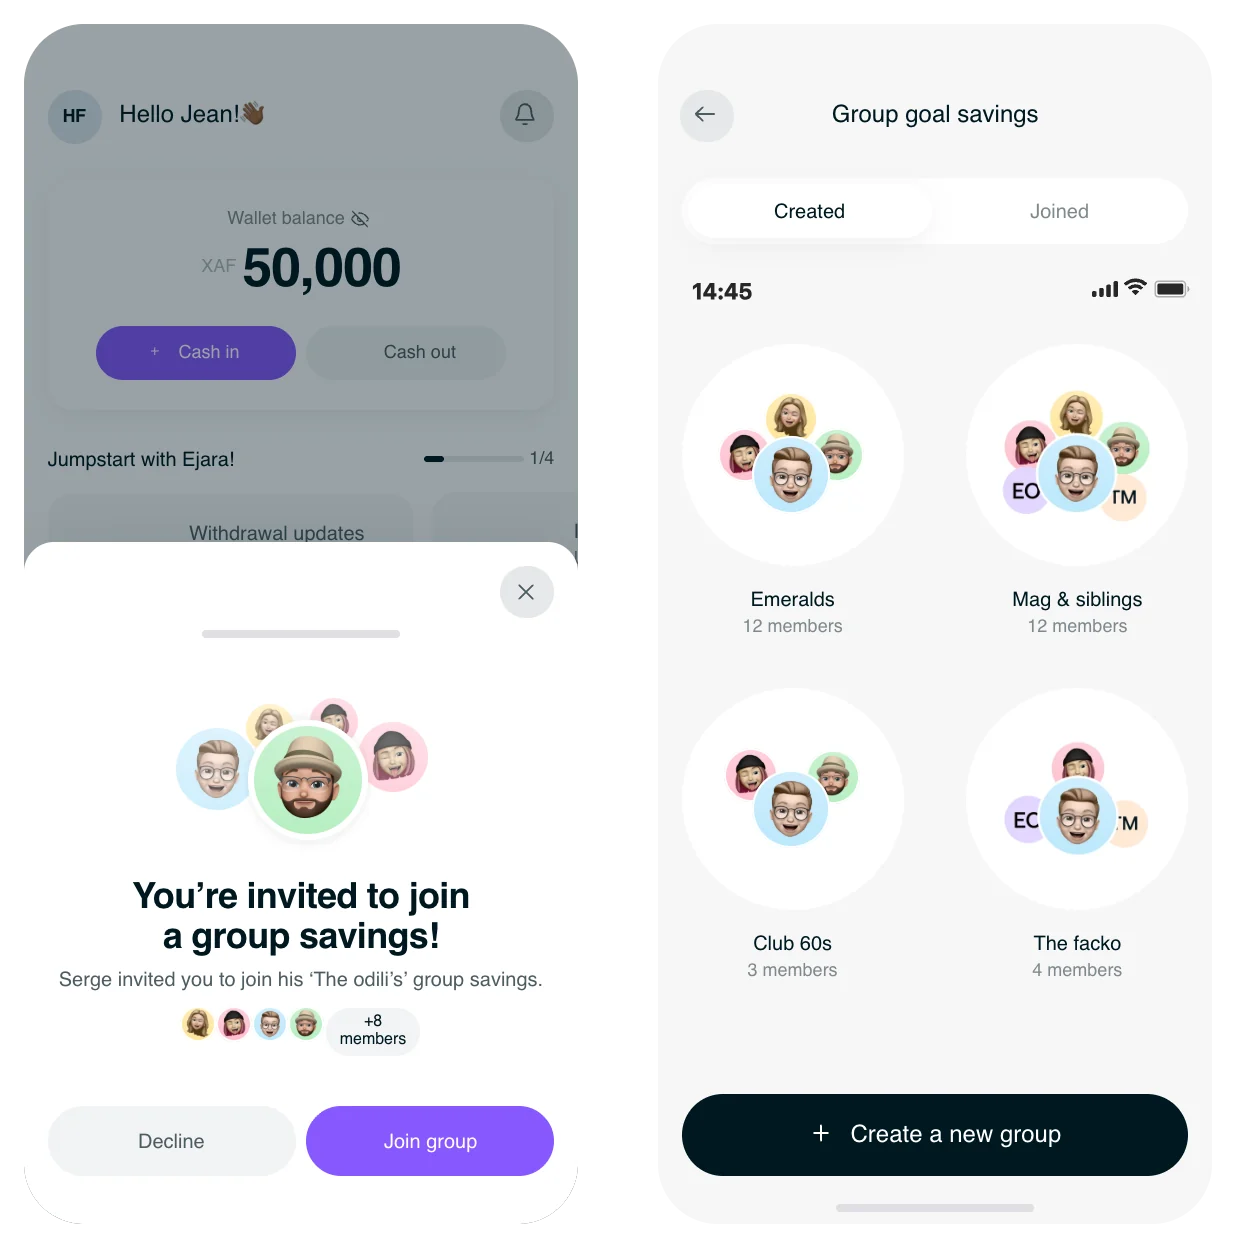 HF
Hello Jean!👋🏾
Wallet balance
XAF 50,000
+ Cash in
Cash out
Jumpstart with Ejara!
1/4
Withdrawal updates
You’re invited to join
a group savings!
Serge invited you to join his ‘The odili’s’ group savings.
+8
members
Decline
Join group
Group goal savings
Created
Joined
14:45
EO
TM
Emeralds
12 members
Mag & siblings
12 members
Club 60s
3 members
The facko
4 members
+ Create a new group